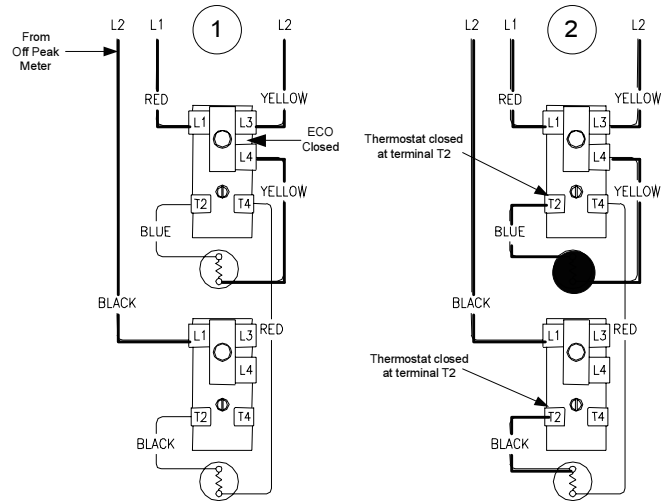 From
Off Peak
Meter
L2
L1
1
L2
RED
YELLOW
L1
L3
ECO
Closed
L4
YELLOW
T2
T4
BLUE
BLACK
RED
L1
L3
L4
T2
T4
BLACK
L2
L1
2
L2
RED
YELLOW
L1
L3
Thermostat closed
at terminal T2
L4
YELLOW
T2
T4
BLUE
BLACK
RED
L1
L3
Thermostat closed
at terminal T2
L4
T2
T4
BLACK